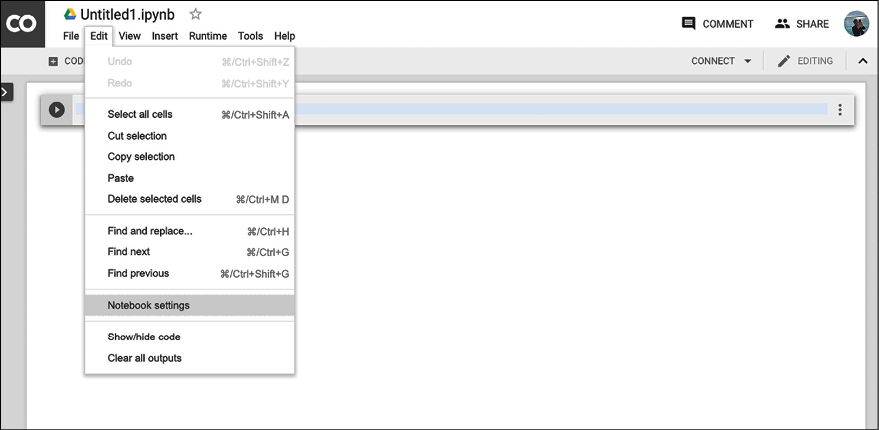 CO Untitled1.ipynb
COMMENT SHARE
File Edit View Insert Runtime Tools Help
COD CONNECT EDITING
Undo ⌘/Ctrl+Shift+Z
Redo ⌘/Ctrl+Shift+Y
Select all cells ⌘/Ctrl+Shift+A
Cut selection
Copy selection
Paste
Delete selected cells ⌘/Ctrl+M D
Find and replace... ⌘/Ctrl+H
Find next ⌘/Ctrl+G
Find previous ⌘/Ctrl+Shift+G
Notebook settings
Show/hide code
Clear all outputs